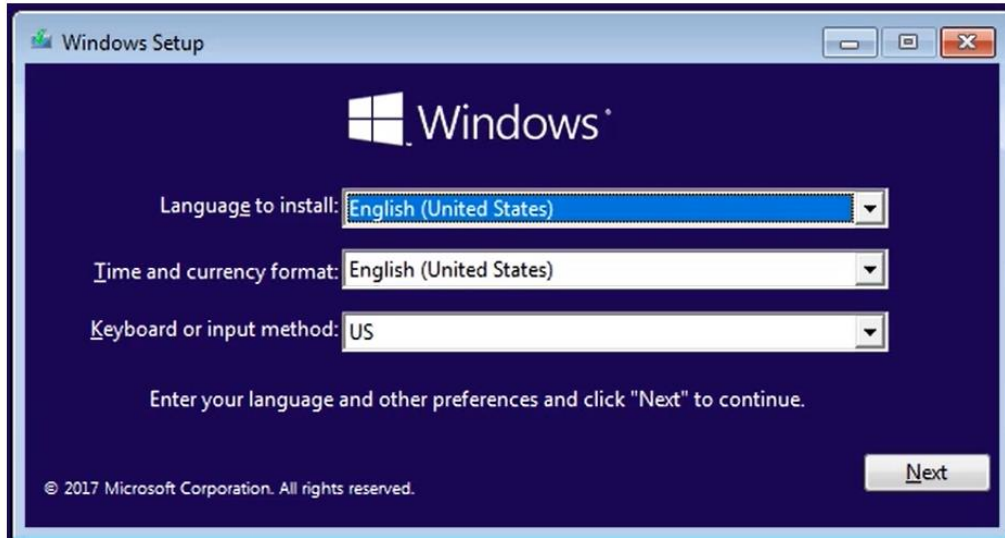 Windows Setup
Windows
Language to install: English (United States)
Time and currency format: English (United States)
Keyboard or input method: US
Enter your language and other preferences and click "Next" to continue.
© 2017 Microsoft Corporation. All rights reserved.
Next